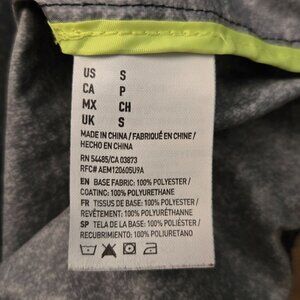 US S
CA P
MX CH
UK S
MADE IN CHINA / FABRIQUÉ EN CHINE /
HECHO EN CHINA
RN 54485/CA 03873
RFC# AEM120605U9A
EN BASE FABRIC: 100% POLYESTER /
COATING: 100% POLYURETHANE
FR TISSUS DE BASE: 100% POLYESTER /
REVÊTEMENT: 100% POLYURÉTHANNE
SP TELA DE LA BASE: 100% POLIÉSTER /
RECUBRIMIENTO: 100% POLIURETANO